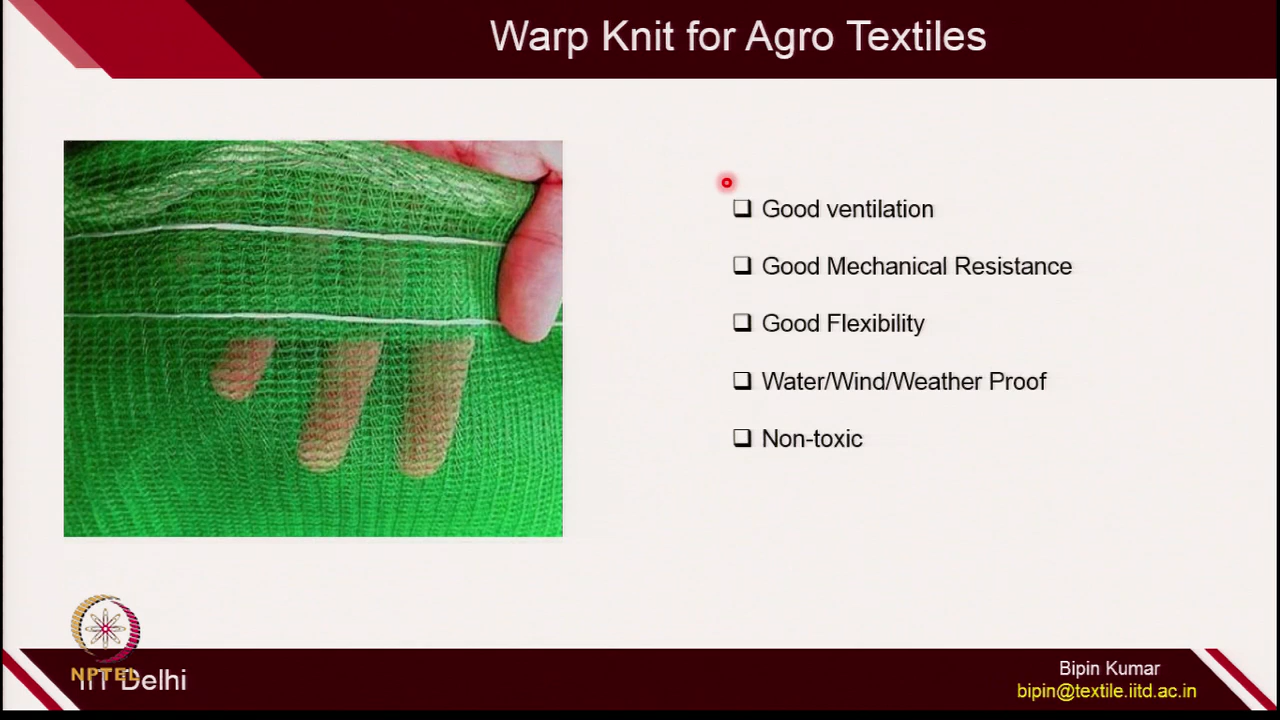 Warp Knit for Agro Textiles
Good ventilation
Good Mechanical Resistance
Good Flexibility
Water/Wind/Weather Proof
Non-toxic
NPTEL
IIT Delhi
Bipin Kumar
bipin@textile.iitd.ac.in